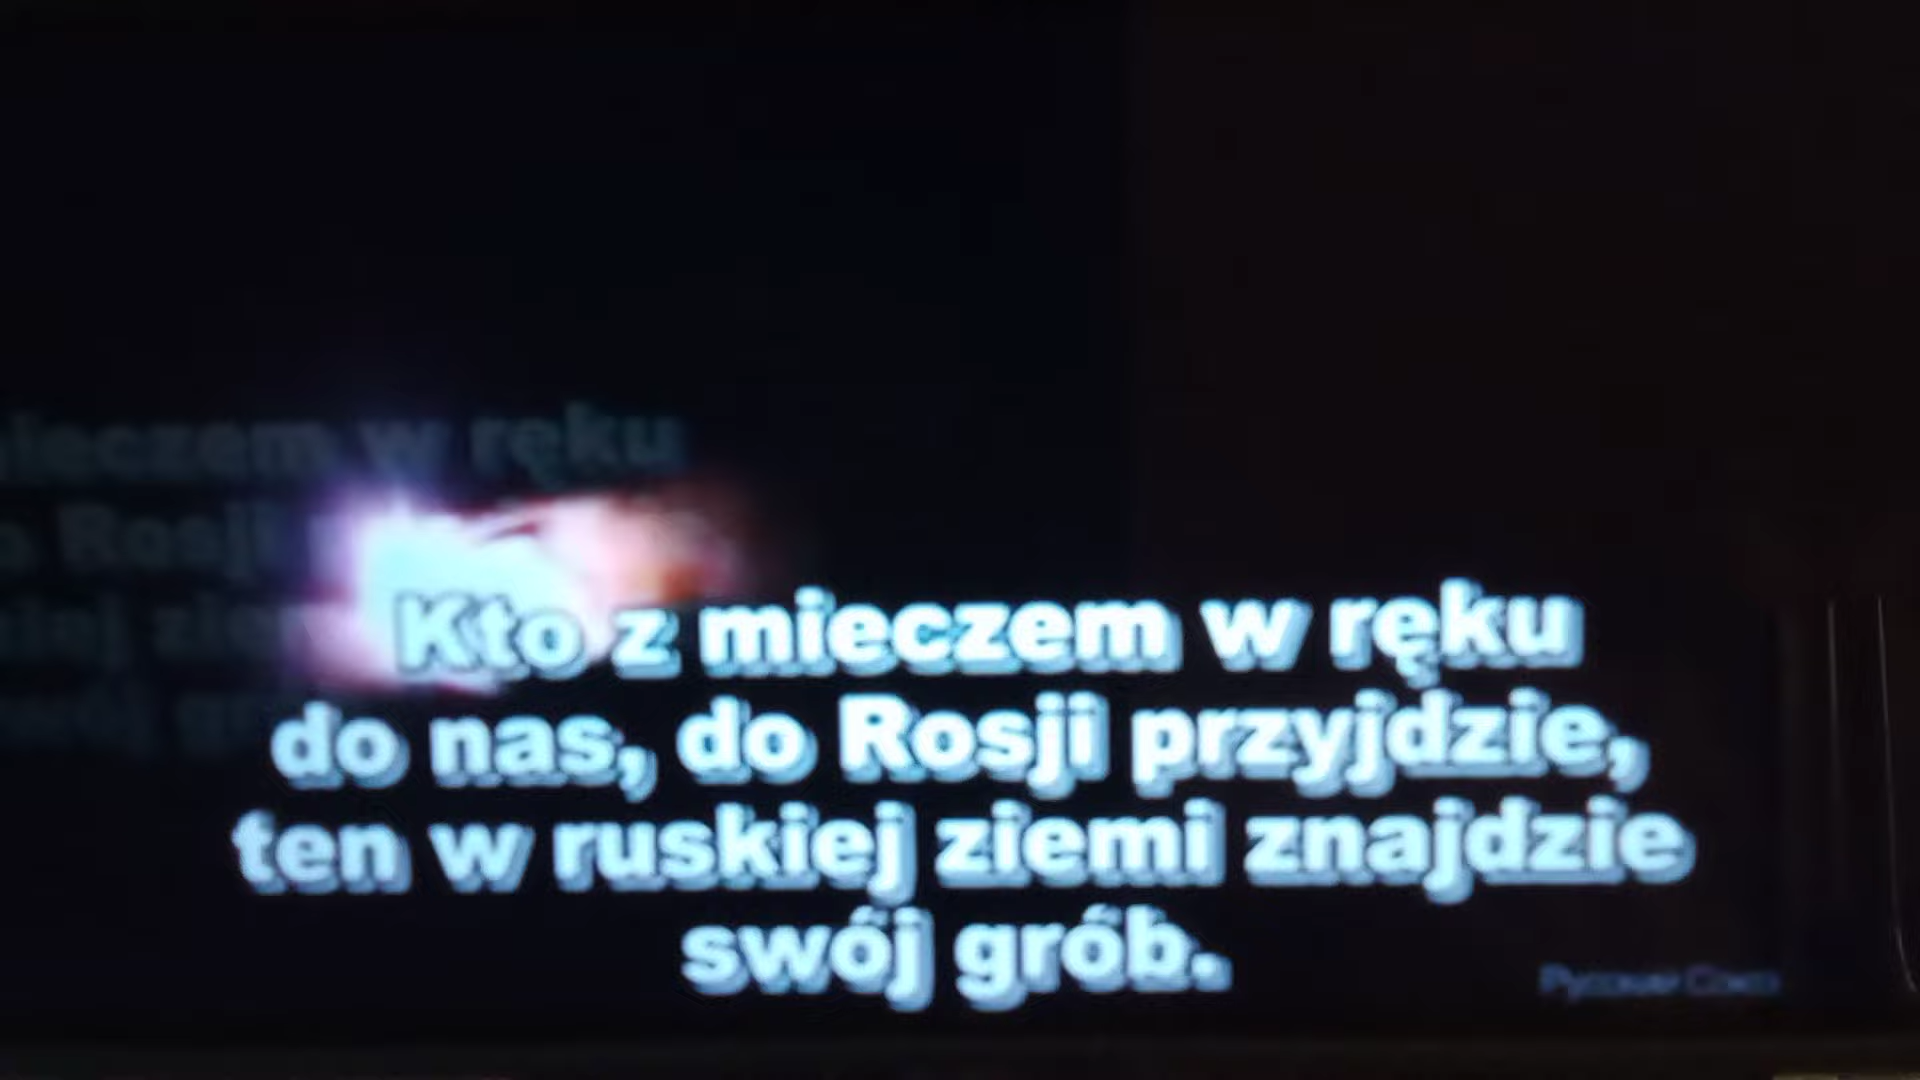 Kto z mieczem w ręku
do nas, do Rosji przyjdzie,
ten w ruskiej ziemi znajdzie
swój grób.